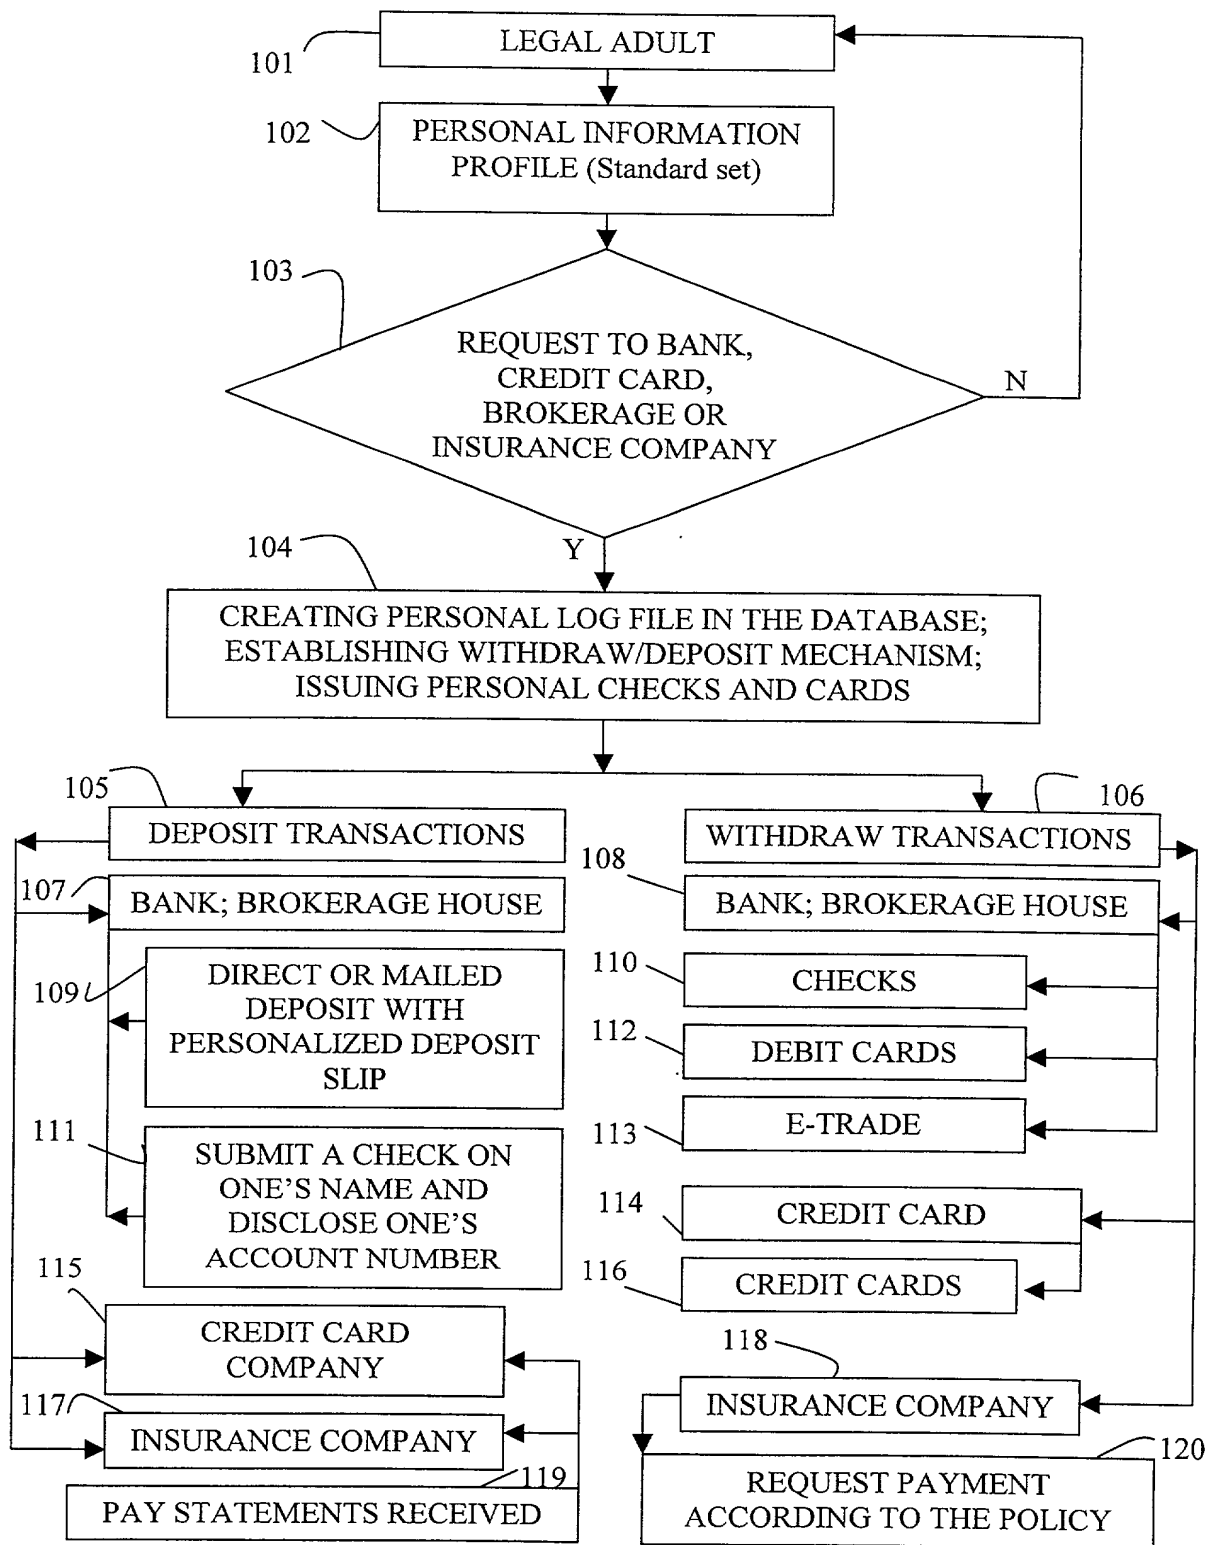 LEGAL ADULT
101
102
PERSONAL INFORMATION
PROFILE (Standard set)
103
REQUEST TO BANK,
CREDIT CARD,
BROKERAGE OR
INSURANCE COMPANY
N
Y
104
CREATING PERSONAL LOG FILE IN THE DATABASE;
ESTABLISHING WITHDRAW/DEPOSIT MECHANISM;
ISSUING PERSONAL CHECKS AND CARDS
105
DEPOSIT TRANSACTIONS
107
BANK; BROKERAGE HOUSE
109
DIRECT OR MAILED
DEPOSIT WITH
PERSONALIZED DEPOSIT
SLIP
111
SUBMIT A CHECK ON
ONE'S NAME AND
DISCLOSE ONE'S
ACCOUNT NUMBER
115
CREDIT CARD
COMPANY
117
INSURANCE COMPANY
119
PAY STATEMENTS RECEIVED
106
WITHDRAW TRANSACTIONS
108
BANK; BROKERAGE HOUSE
110
CHECKS
112
DEBIT CARDS
E-TRADE
113
114
CREDIT CARD
116
CREDIT CARDS
118
INSURANCE COMPANY
120
REQUEST PAYMENT
ACCORDING TO THE POLICY